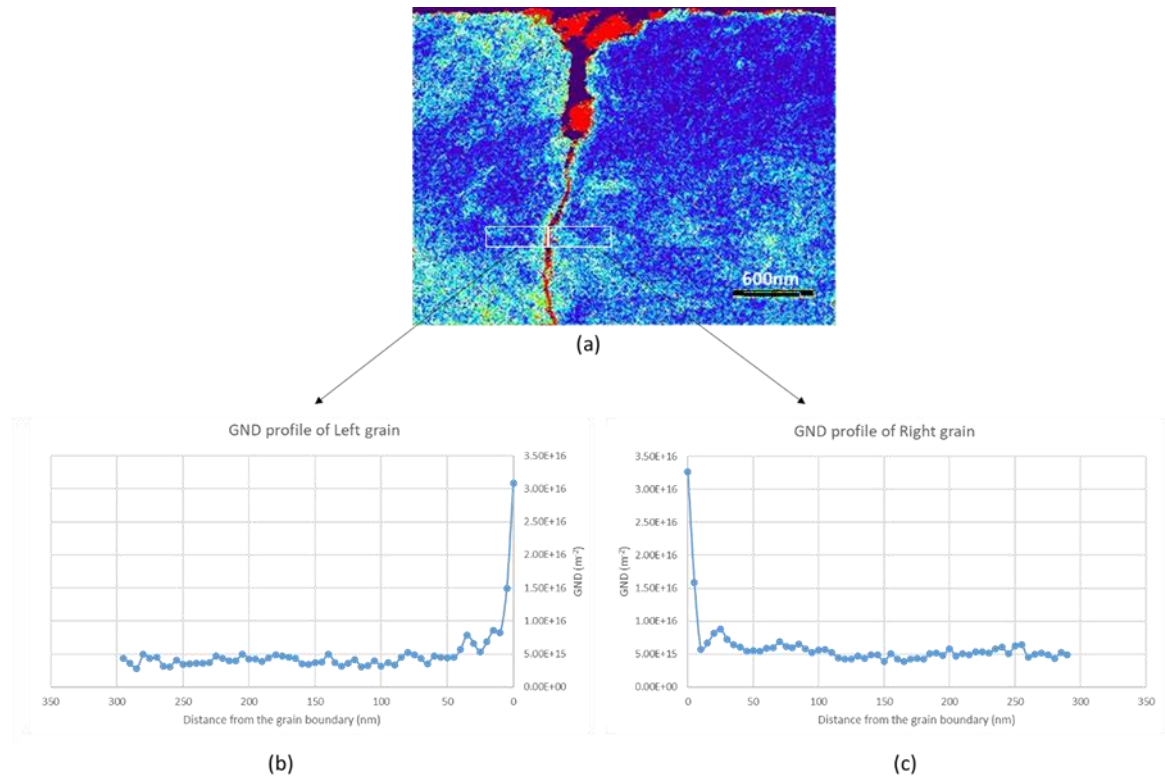 600nm
(a)
GND profile of Left grain
3.50E+16
3.00E+16
2.50E+16
2.00E+16
1.50E+16
1.00E+16
5.00E+15
0.00E+00
GND (m-2)
350 300 250 200 150 100 50 0
Distance from the grain boundary (nm)
(b)
GND profile of Right grain
3.50E+16
3.00E+16
2.50E+16
2.00E+16
1.50E+16
1.00E+16
5.00E+15
0.00E+00
GND (m-2)
0 50 100 150 200 250 300 350
Distance from the grain boundary (nm)
(c)